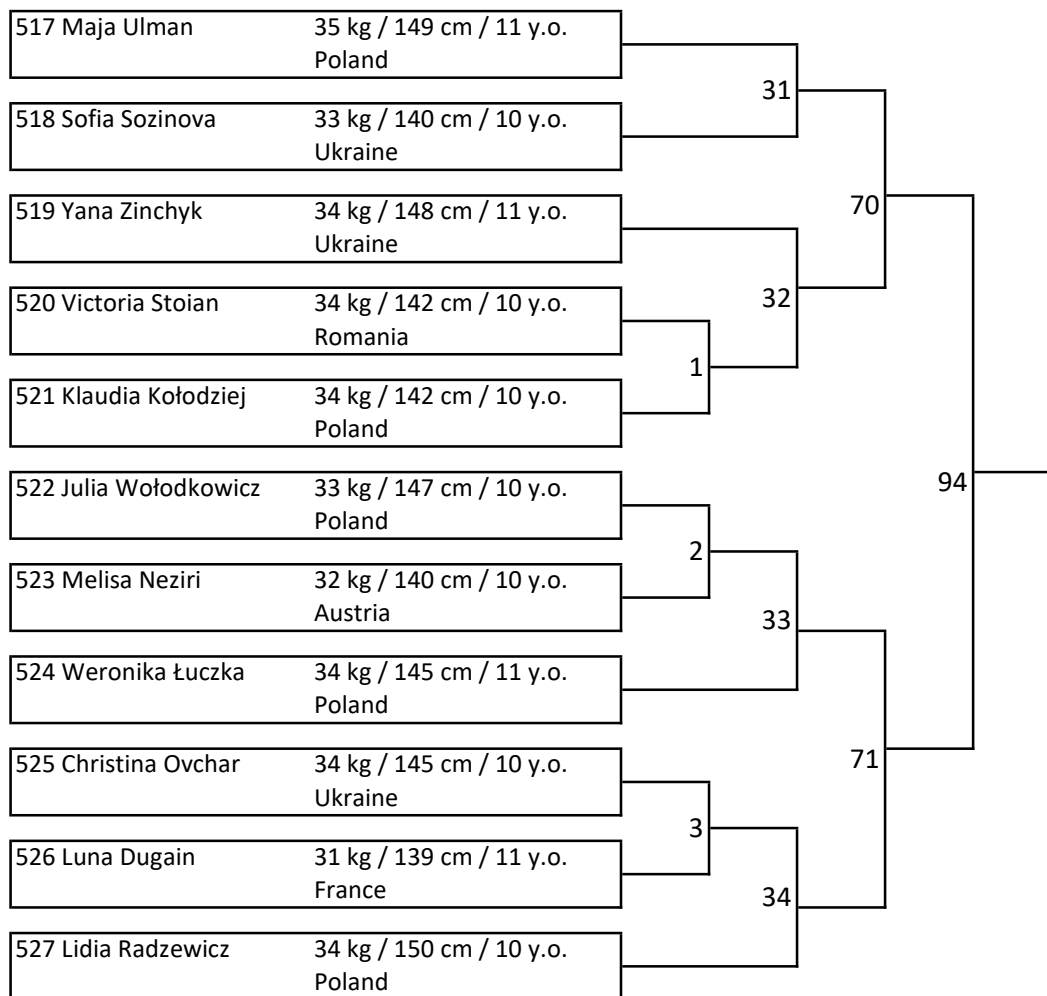 517 Maja Ulman 35 kg / 149 cm / 11 y.o.
Poland
31
518 Sofia Sozinova 33 kg / 140 cm / 10 y.o.
Ukraine
70
519 Yana Zinchyk 34 kg / 148 cm / 11 y.o.
Ukraine
32
520 Victoria Stoian 34 kg / 142 cm / 10 y.o.
Romania
1
521 Klaudia Kołodziej 34 kg / 142 cm / 10 y.o.
Poland
94
522 Julia Wołodkowicz 33 kg / 147 cm / 10 y.o.
Poland
2
523 Melisa Neziri 32 kg / 140 cm / 10 y.o.
Austria
33
524 Weronika Łuczka 34 kg / 145 cm / 11 y.o.
Poland
71
525 Christina Ovchar 34 kg / 145 cm / 10 y.o.
Ukraine
3
526 Luna Dugain 31 kg / 139 cm / 11 y.o.
France
34
527 Lidia Radzewicz 34 kg / 150 cm / 10 y.o.
Poland